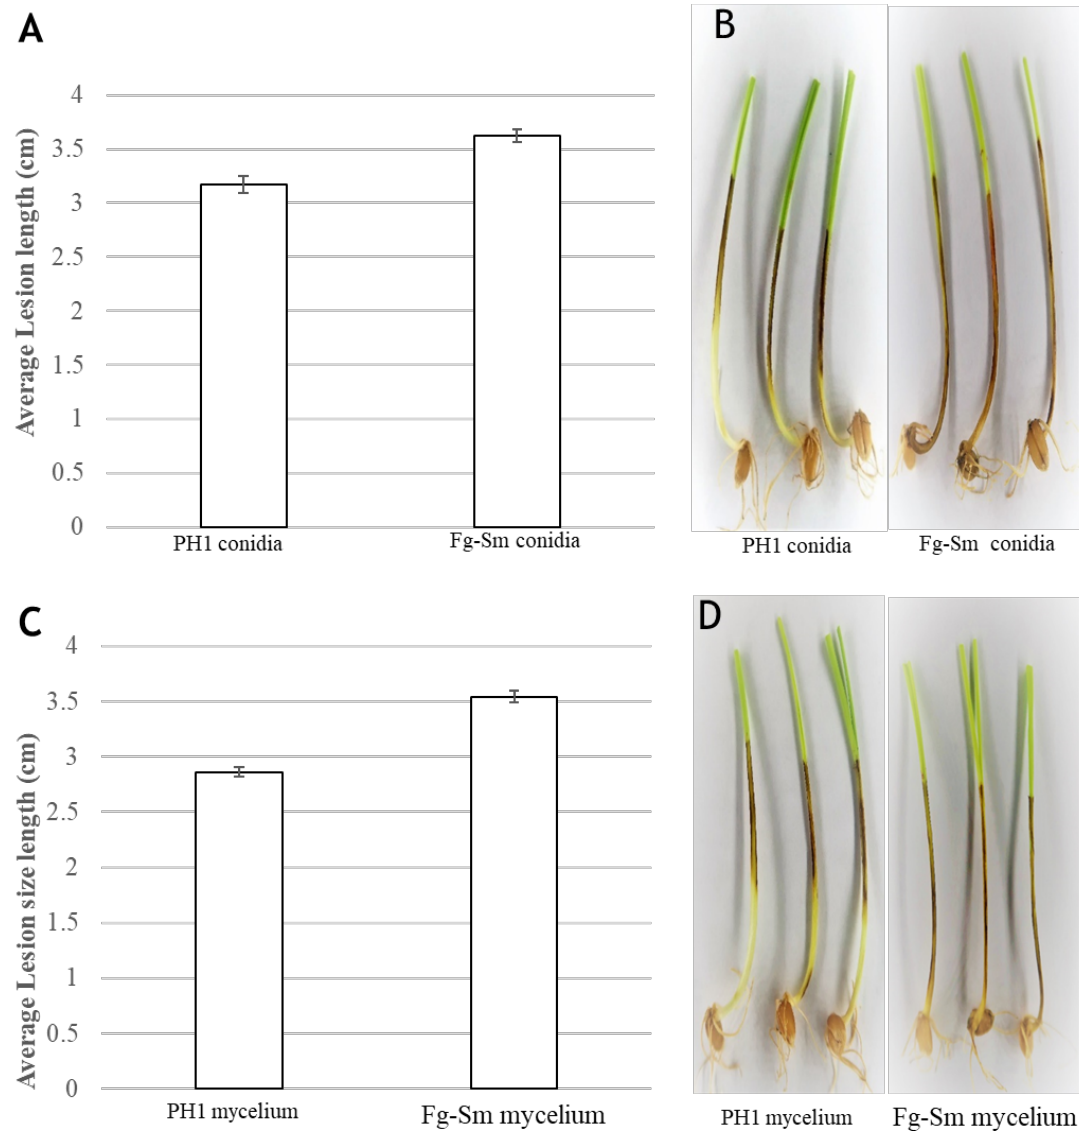 A
Average Lesion length (cm)
4
3.5
3
2.5
2
1.5
1
0.5
0
PH1 conidia
Fg-Sm conidia
B
PH1 conidia
Fg-Sm conidia
C
Average Lesion size length (cm)
4
3.5
3
2.5
2
1.5
1
0.5
0
PH1 mycelium
Fg-Sm mycelium
D
PH1 mycelium
Fg-Sm mycelium